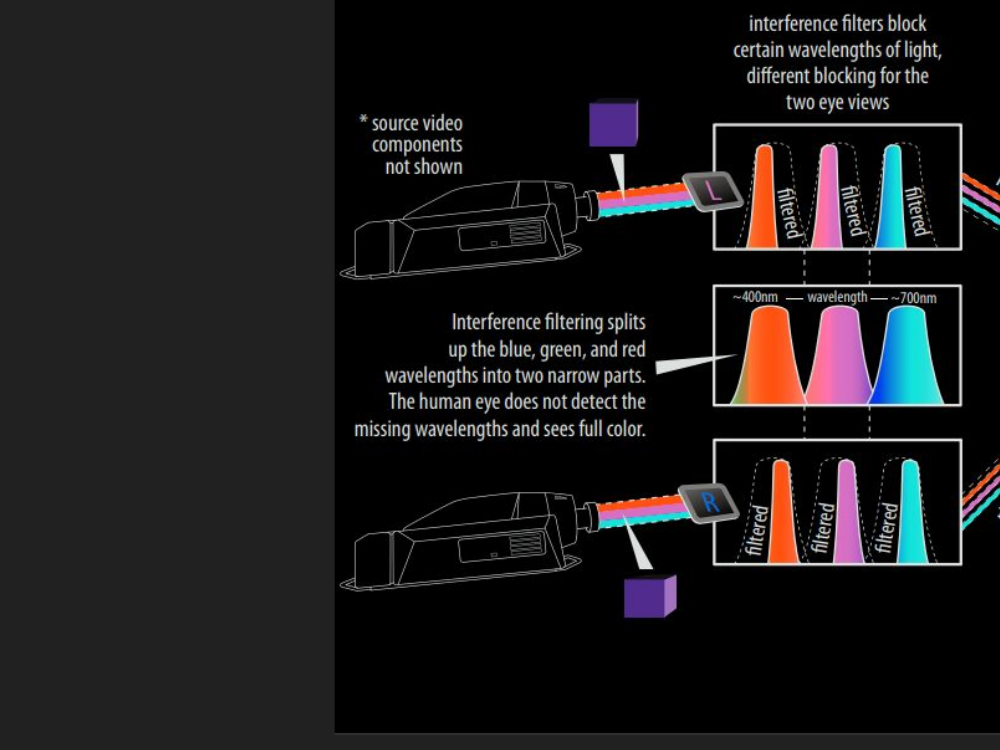 interference filters block
certain wavelengths of light,
different blocking for the
two eye views
* source video
components
not shown
L
filtered
filtered
filtered
~400nm — wavelength — ~700nm
Interference filtering splits
up the blue, green, and red
wavelengths into two narrow parts.
The human eye does not detect the
missing wavelengths and sees full color.
R
filtered
filtered
filtered